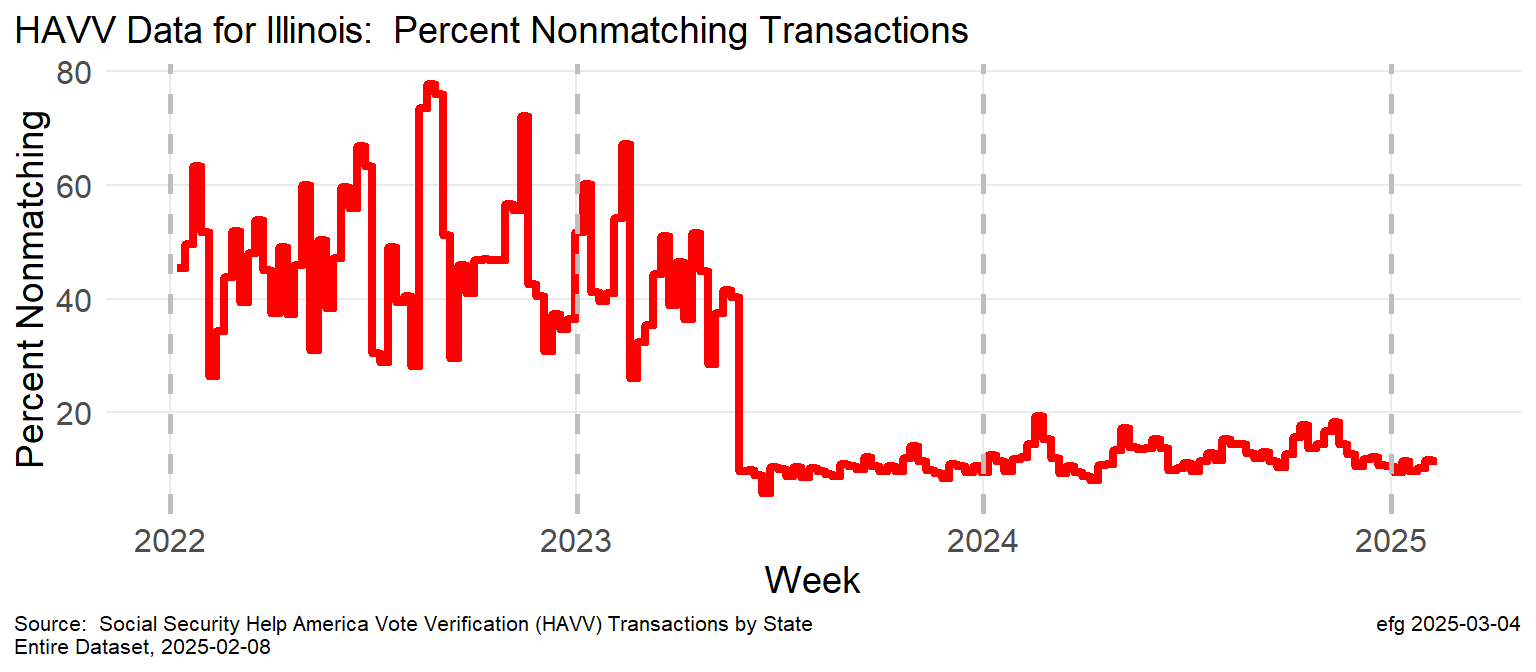 HAVV Data for Illinois:  Percent Nonmatching Transactions
Percent Nonmatching
80
60
40
20
2022 2023 2024 2025
Week
Source:  Social Security Help America Vote Verification (HAVV) Transactions by State
Entire Dataset, 2025-02-08
efg 2025-03-04